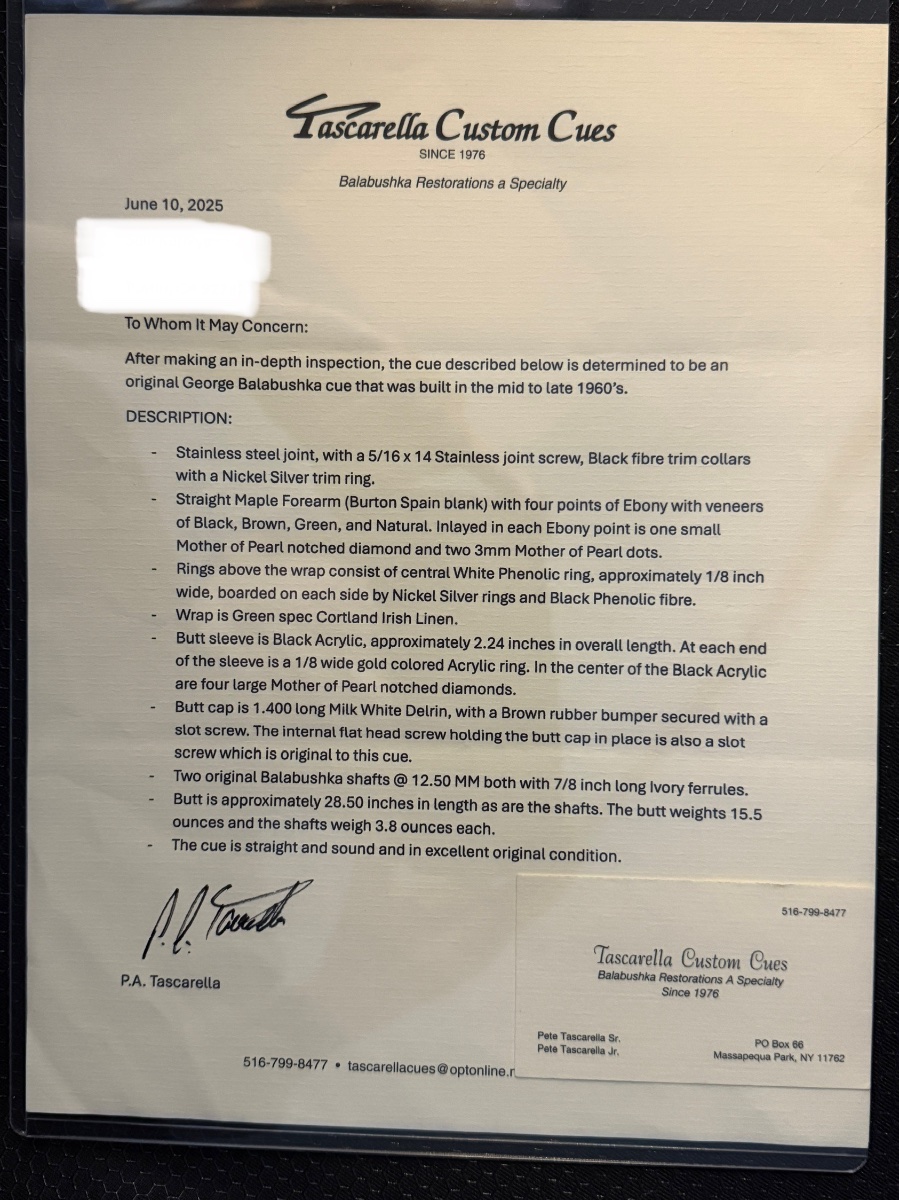 Tascarella Custom Cues
SINCE 1976
Balabushka Restorations a Specialty
June 10, 2025
To Whom It May Concern:
After making an in-depth inspection, the cue described below is determined to be an
original George Balabushka cue that was built in the mid to late 1960's.
DESCRIPTION:
- Stainless steel joint, with a 5/16 x 14 Stainless joint screw, Black fibre trim collars
with a Nickel Silver trim ring.
- Straight Maple Forearm (Burton Spain blank) with four points of Ebony with veneers
of Black, Brown, Green, and Natural. Inlayed in each Ebony point is one small
Mother of Pearl notched diamond and two 3mm Mother of Pearl dots.
- Rings above the wrap consist of central White Phenolic ring, approximately 1/8 inch
wide, boarded on each side by Nickel Silver rings and Black Phenolic fibre.
- Wrap is Green spec Cortland Irish Linen.
- Butt sleeve is Black Acrylic, approximately 2.24 inches in overall length. At each end
of the sleeve is a 1/8 wide gold colored Acrylic ring. In the center of the Black Acrylic
are four large Mother of Pearl notched diamonds.
- Butt cap is 1.400 long Milk White Delrin, with a Brown rubber bumper secured with a
slot screw. The internal flat head screw holding the butt cap in place is also a slot
screw which is original to this cue.
- Two original Balabushka shafts @ 12.50 MM both with 7/8 inch long Ivory ferrules.
- Butt is approximately 28.50 inches in length as are the shafts. The butt weights 15.5
ounces and the shafts weigh 3.8 ounces each.
- The cue is straight and sound and in excellent original condition.
P.A. Tascarella
P.A. Tascarella
516-799-8477 • tascarellacues@optonline.n
516-799-8477
Tascarella Custom Cues
Balabushka Restorations A Specialty
Since 1976
Pete Tascarella Sr.
Pete Tascarella Jr.
PO Box 66
Massapequa Park, NY 11762